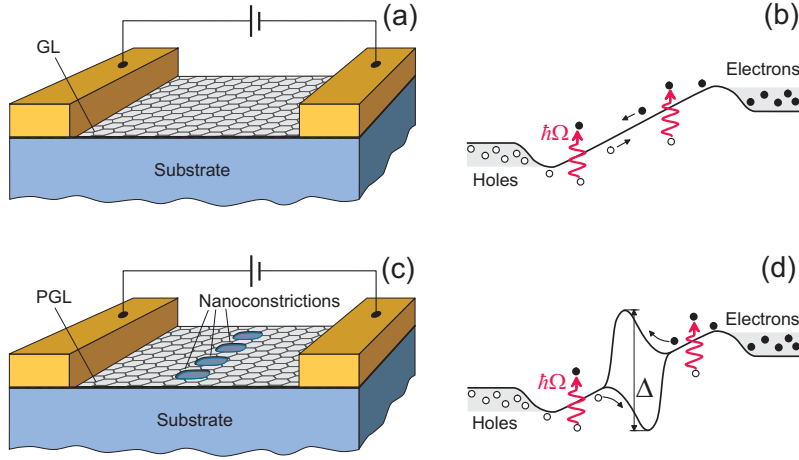 (a)
GL
Substrate
(b)
Electrons
ħΩ
Holes
(c)
PGL
Nanoconstrictions
Substrate
(d)
Electrons
ħΩ
Δ
Holes